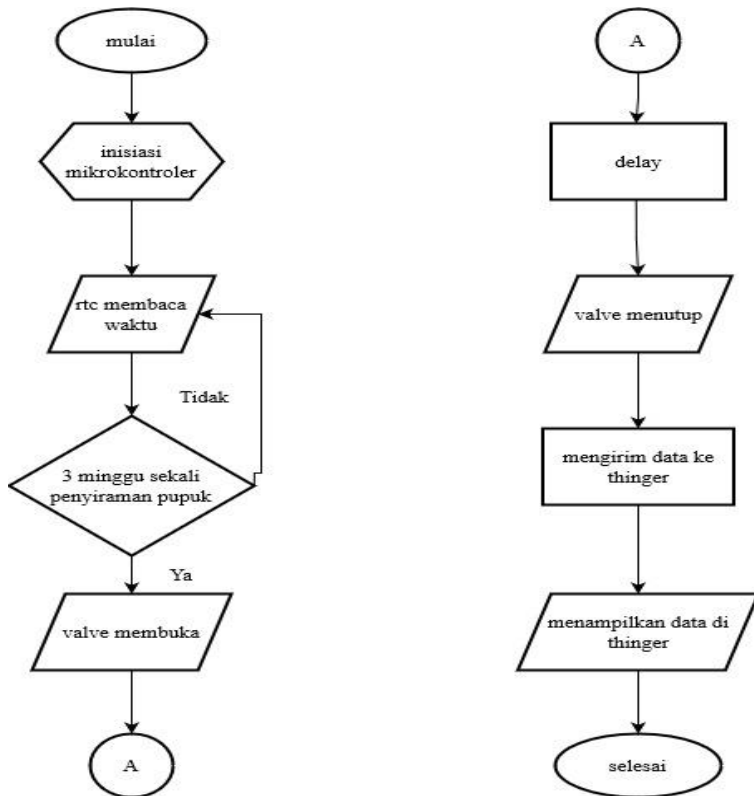 mulai
inisiasi
mikrokontroler
rtc membaca
waktu
Tidak
3 minggu sekali
penyiraman pupuk
Ya
valve membuka
A
A
delay
valve menutup
mengirim data ke
thinger
menampilkan data di
thinger
selesai